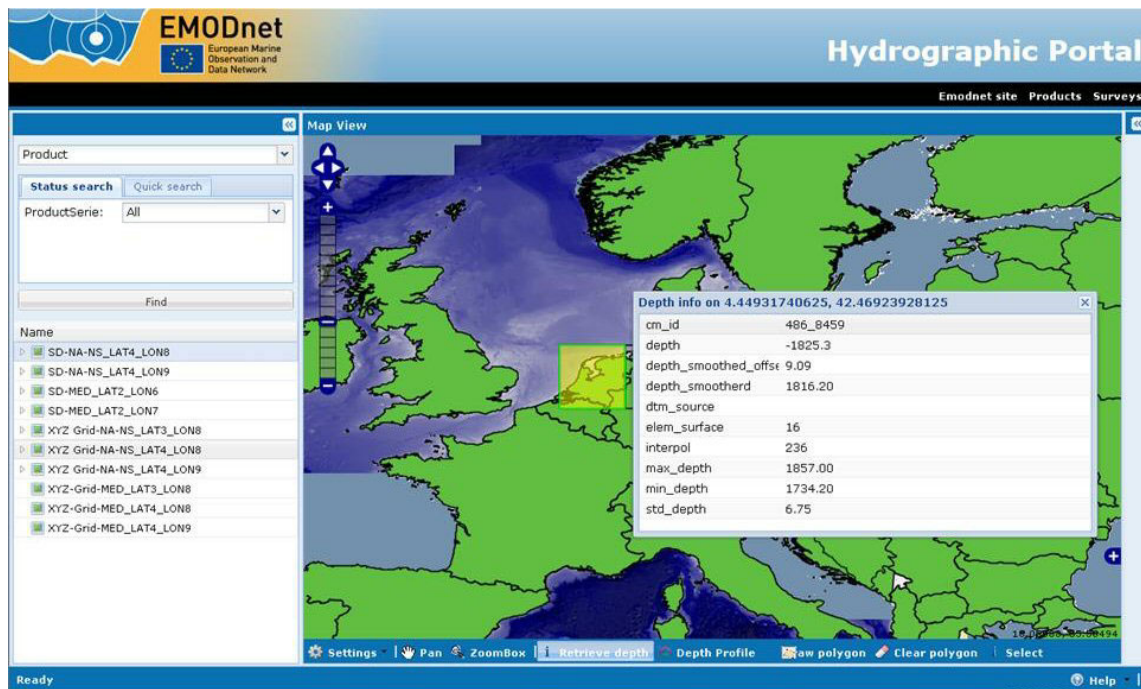 EMODnet
European Marine
Observation and
Data Network
Hydrographic Portal
Emodnet site Products Surveys
Map View
Product
Status search Quick search
ProductSerie: All
Find
Name
SD-NA-NS_LAT4_LON8
SD-NA-NS_LAT4_LON9
SD-MED_LAT2_LON6
SD-MED_LAT2_LON7
XYZ Grid-NA-NS_LAT3_LON8
XYZ Grid-NA-NS_LAT4_LON8
XYZ Grid-NA-NS_LAT4_LON9
XYZ-Grid-MED_LAT3_LON8
XYZ-Grid-MED_LAT4_LON8
XYZ-Grid-MED_LAT4_LON9
Depth info on 4.44931740625, 42.46923928125
cm_id 486_8459
depth -1825.3
depth_smoothed_offse 9.09
depth_smootherd 1816.20
dtm_source
elem_surface 16
interpol 236
max_depth 1857.00
min_depth 1734.20
std_depth 6.75
Settings Pan ZoomBox Retrieve depth Depth Profile aw polygon Clear polygon Select
Ready Help